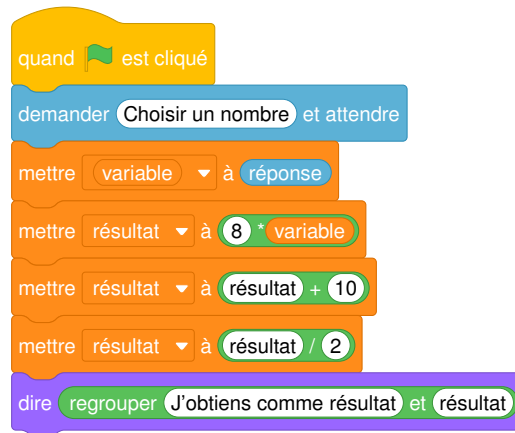 quand est cliqué
demander Choisir un nombre et attendre
mettre variable à réponse
mettre résultat à 8 * variable
mettre résultat à résultat + 10
mettre résultat à résultat / 2
dire regrouper J'obtiens comme résultat et résultat